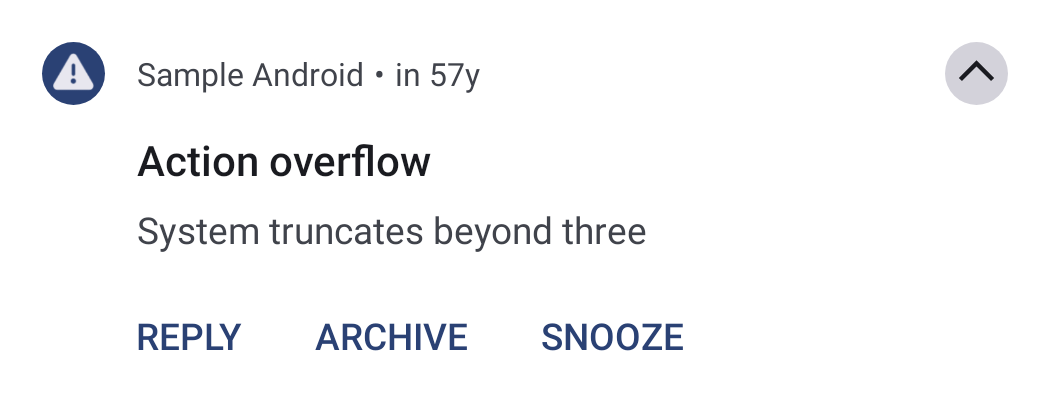 Sample Android • in 57y
Action overflow
System truncates beyond three
REPLY ARCHIVE SNOOZE